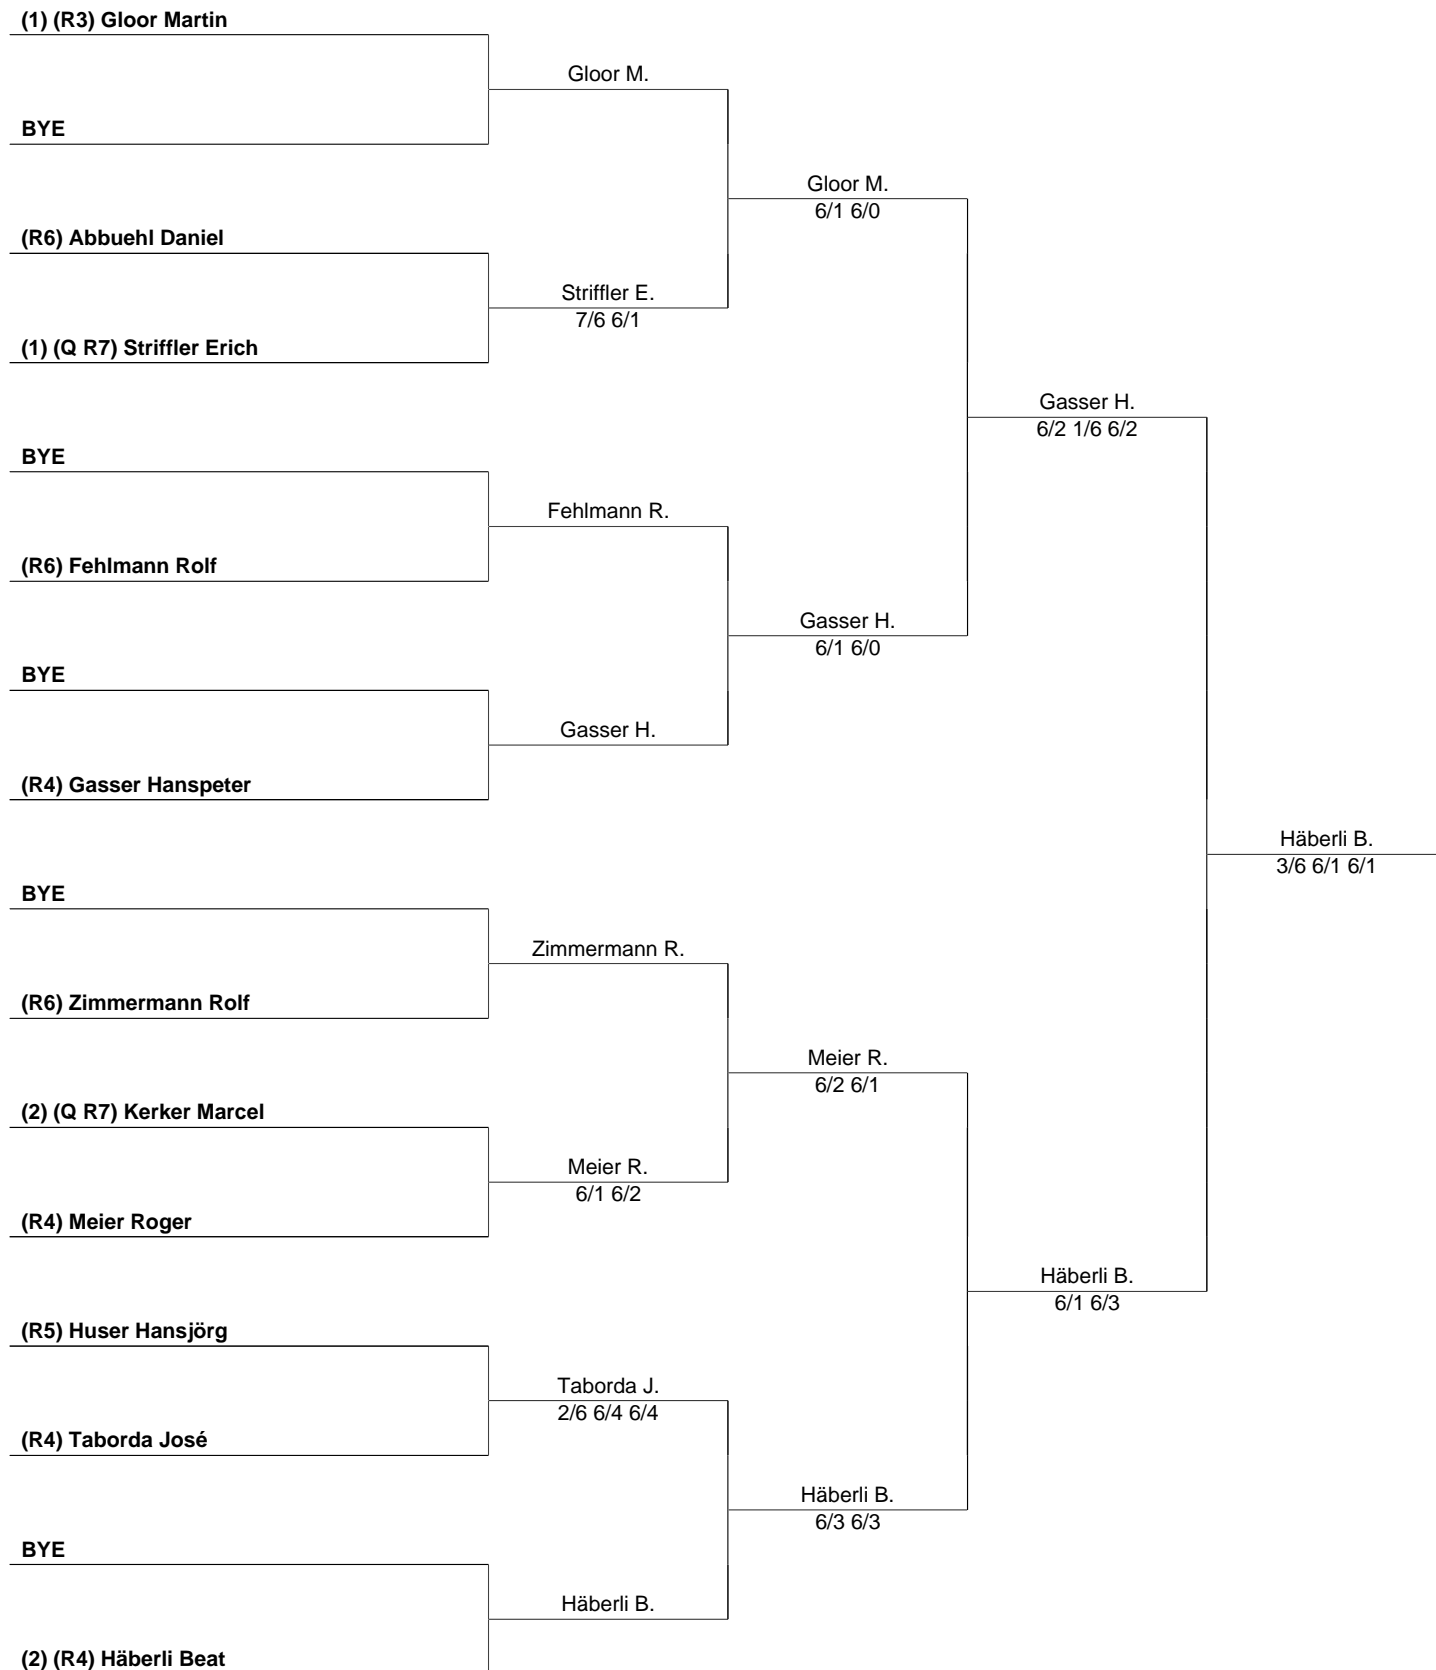 (1) (R3) Gloor Martin
Gloor M.
BYE
Gloor M.
6/1 6/0
(R6) Abbuehl Daniel
Striffler E.
7/6 6/1
(1) (Q R7) Striffler Erich
Gasser H.
6/2 1/6 6/2
BYE
Fehlmann R.
(R6) Fehlmann Rolf
Gasser H.
6/1 6/0
BYE
Gasser H.
(R4) Gasser Hanspeter
Häberli B.
3/6 6/1 6/1
BYE
Zimmermann R.
(R6) Zimmermann Rolf
Meier R.
6/2 6/1
(2) (Q R7) Kerker Marcel
Meier R.
6/1 6/2
(R4) Meier Roger
Häberli B.
6/1 6/3
(R5) Huser Hansjörg
Taborda J.
2/6 6/4 6/4
(R4) Taborda José
Häberli B.
6/3 6/3
BYE
Häberli B.
(2) (R4) Häberli Beat